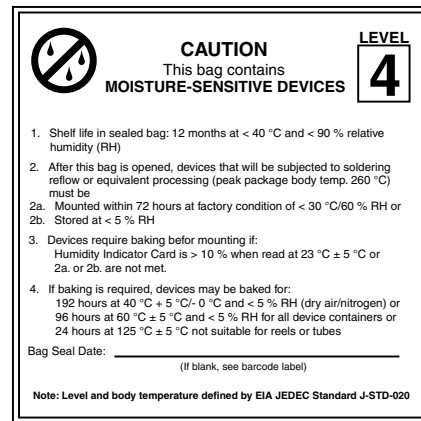 LEVEL
CAUTION
4
This bag contains
MOISTURE-SENSITIVE DEVICES
1. Shelf life in sealed bag: 12 months at < 40 °C and < 90 % relative
humidity (RH)
2. After this bag is opened, devices that will be subjected to soldering
reflow or equivalent processing (peak package body temp. 260 °C)
must be
2a. Mounted within 72 hours at factory condition of < 30 °C/60 % RH or
2b. Stored at < 5 % RH
3. Devices require baking befor mounting if:
Humidity Indicator Card is > 10 % when read at 23 °C ± 5 °C or
2a. or 2b. are not met.
4. If baking is required, devices may be baked for:
192 hours at 40 °C + 5 °C/- 0 °C and < 5 % RH (dry air/nitrogen) or
96 hours at 60 °C ± 5 °C and < 5 % RH for all device containers or
24 hours at 125 °C ± 5 °C not suitable for reels or tubes
Bag Seal Date:
(If blank, see barcode label)
Note: Level and body temperature defined by EIA JEDEC Standard J-STD-020